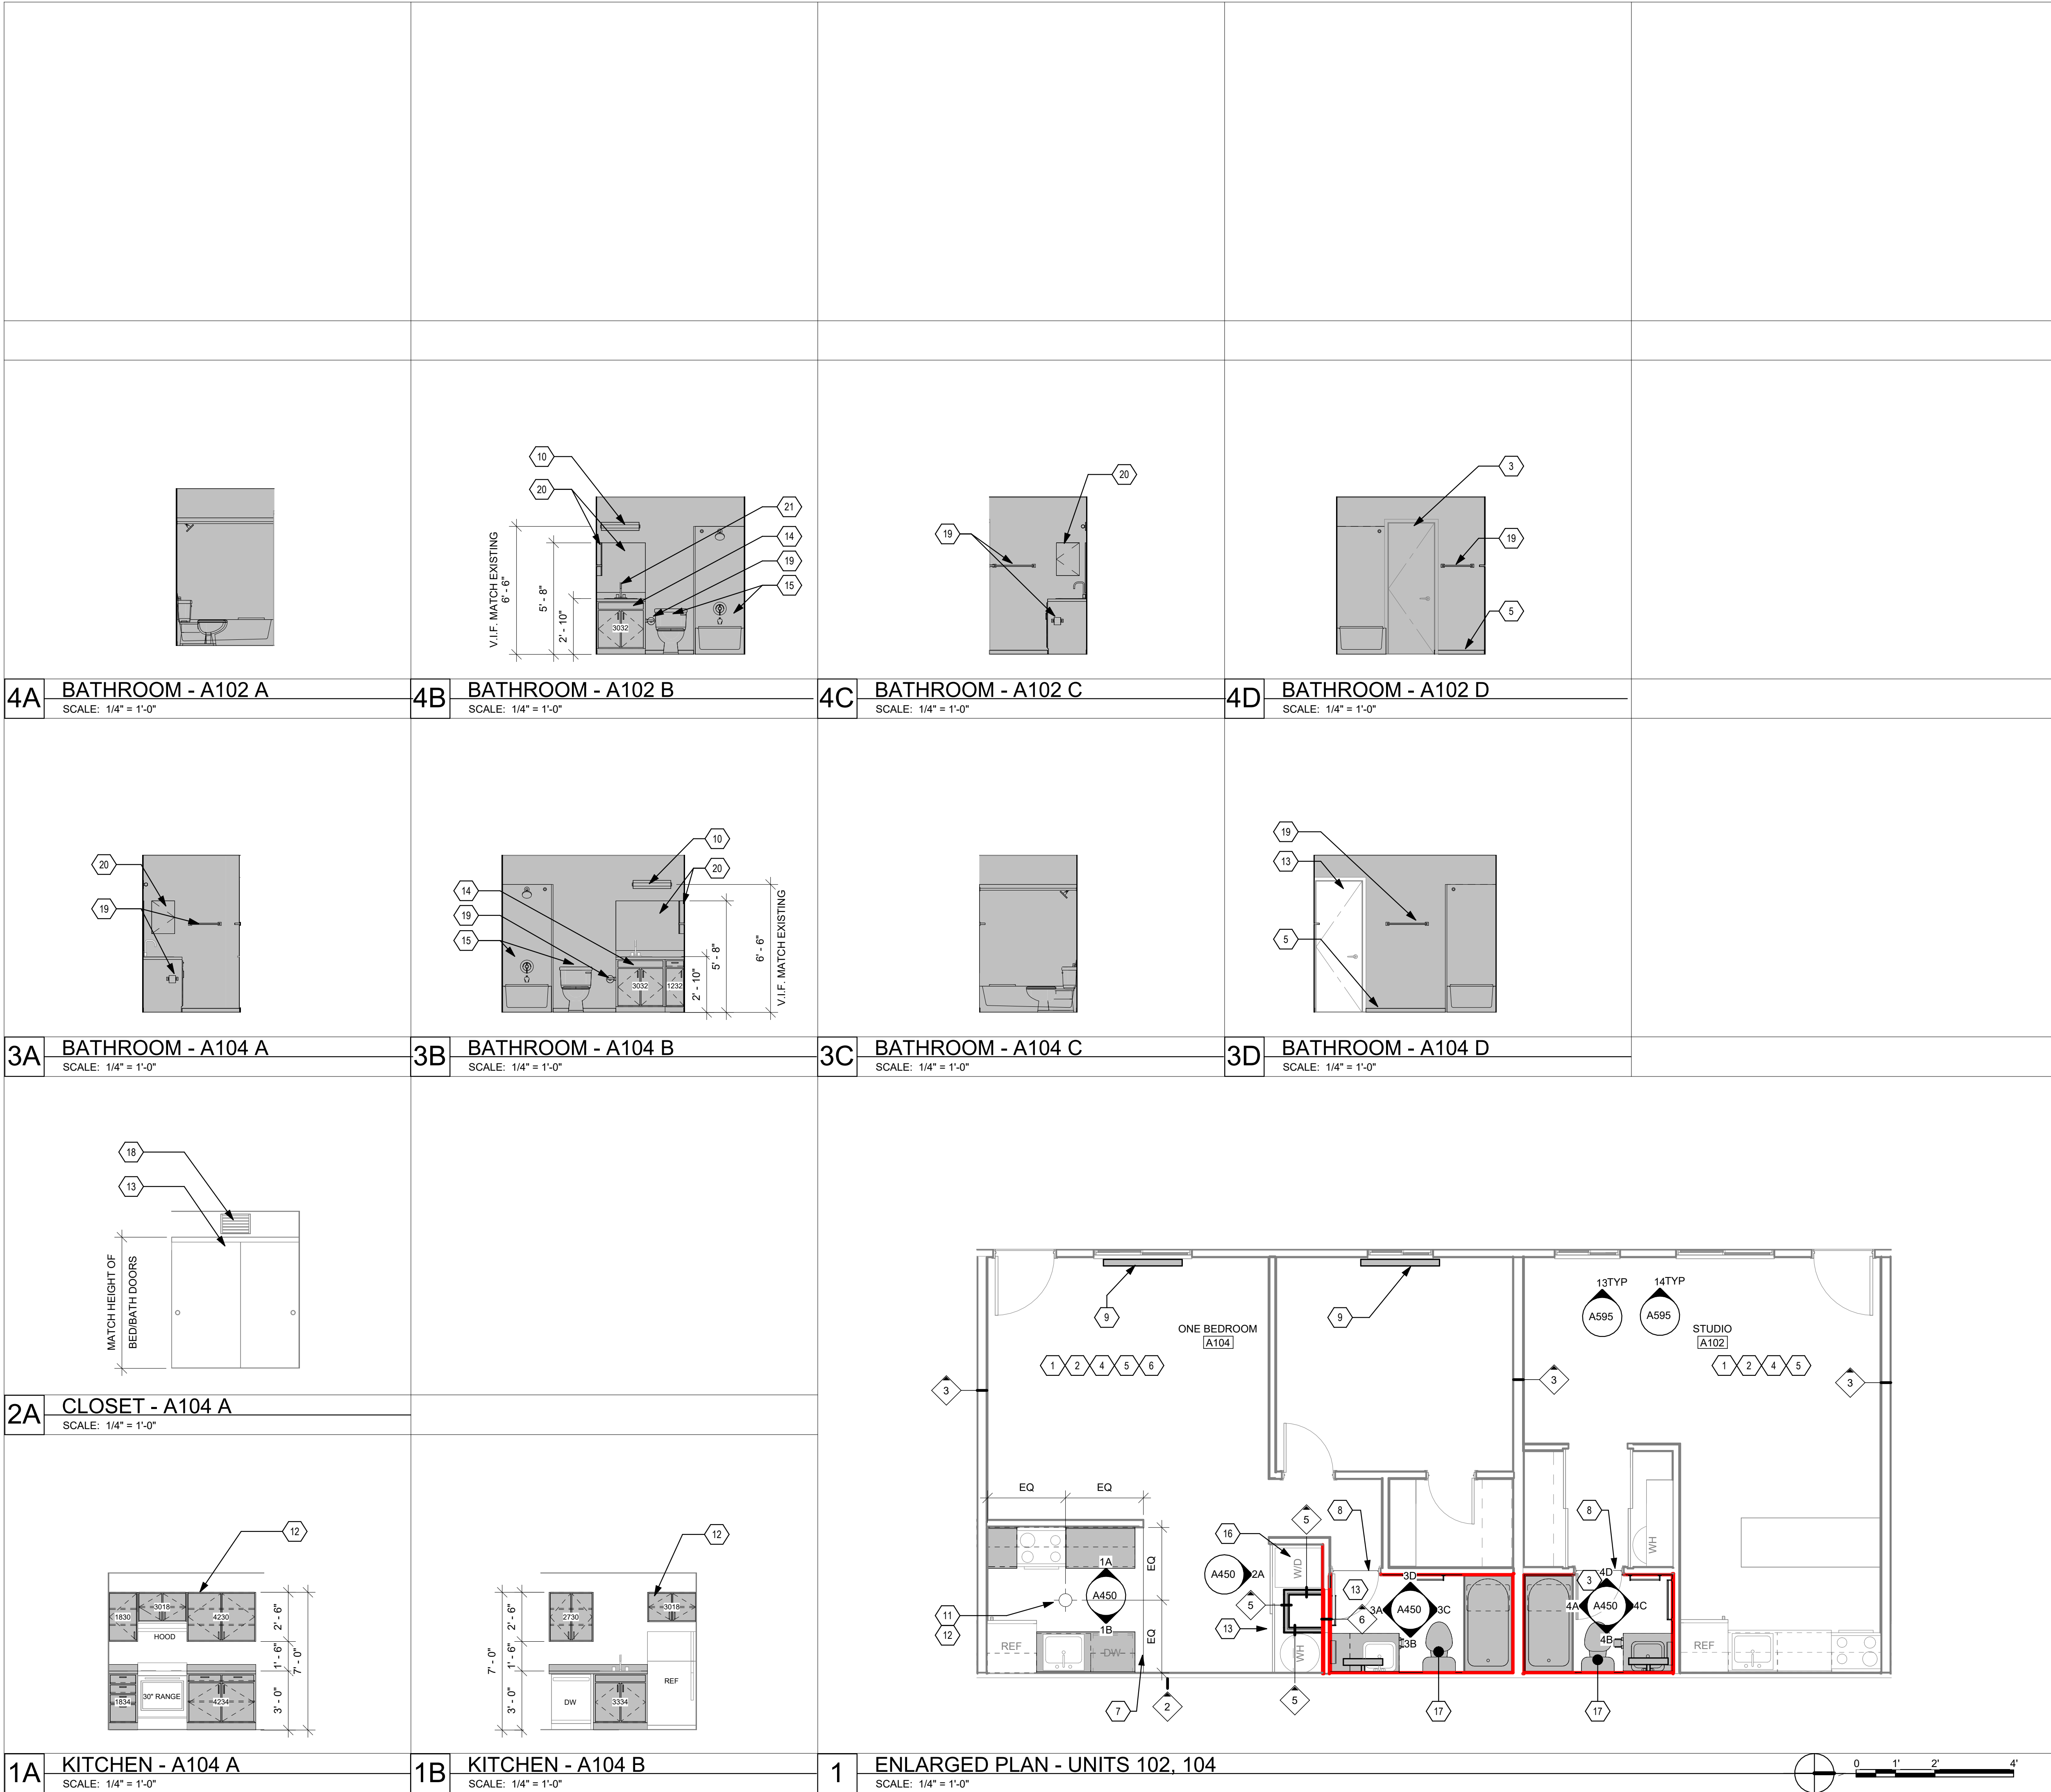 10
20
21
14
19
15
V.I.F. MATCH EXISTING
6' - 6"
5' - 8"
2' - 10"
3032
20
19
3
19
5
4A BATHROOM - A102 A
SCALE: 1/4" = 1'-0"
4B BATHROOM - A102 B
SCALE: 1/4" = 1'-0"
4C BATHROOM - A102 C
SCALE: 1/4" = 1'-0"
4D BATHROOM - A102 D
SCALE: 1/4" = 1'-0"
20
19
10
20
14
19
15
3032
1232
2' - 10"
5' - 8"
6' - 6"
V.I.F. MATCH EXISTING
19
13
5
3A BATHROOM - A104 A
SCALE: 1/4" = 1'-0"
3B BATHROOM - A104 B
SCALE: 1/4" = 1'-0"
3C BATHROOM - A104 C
SCALE: 1/4" = 1'-0"
3D BATHROOM - A104 D
SCALE: 1/4" = 1'-0"
18
13
MATCH HEIGHT OF
BED/BATH DOORS
2A CLOSET - A104 A
SCALE: 1/4" = 1'-0"
12
1830
3018
4230
HOOD
1834
30" RANGE
4234
2' - 6"
1' - 6"
3' - 0"
7' - 0"
1A KITCHEN - A104 A
SCALE: 1/4" = 1'-0"
12
2730
3018
DW
3334
REF
7' - 0"
2' - 6"
1' - 6"
3' - 0"
1B KITCHEN - A104 B
SCALE: 1/4" = 1'-0"
9
9
13TYP
A595
14TYP
A595
ONE BEDROOM
A104
1 2 4 5 6
STUDIO
A102
1 2 4 5
3
3
3
EQ
EQ
EQ
EQ
16
5
8
8
A450
2A
W/D
WH
5
13
5
6
13
3D
3A
A450
3C
3B
3
4D
4A
A450
4C
4B
WH
1A
A450
1B
11
12
REF
DW
REF
7
2
17
17
1 ENLARGED PLAN - UNITS 102, 104
SCALE: 1/4" = 1'-0"
0 1' 2' 4'